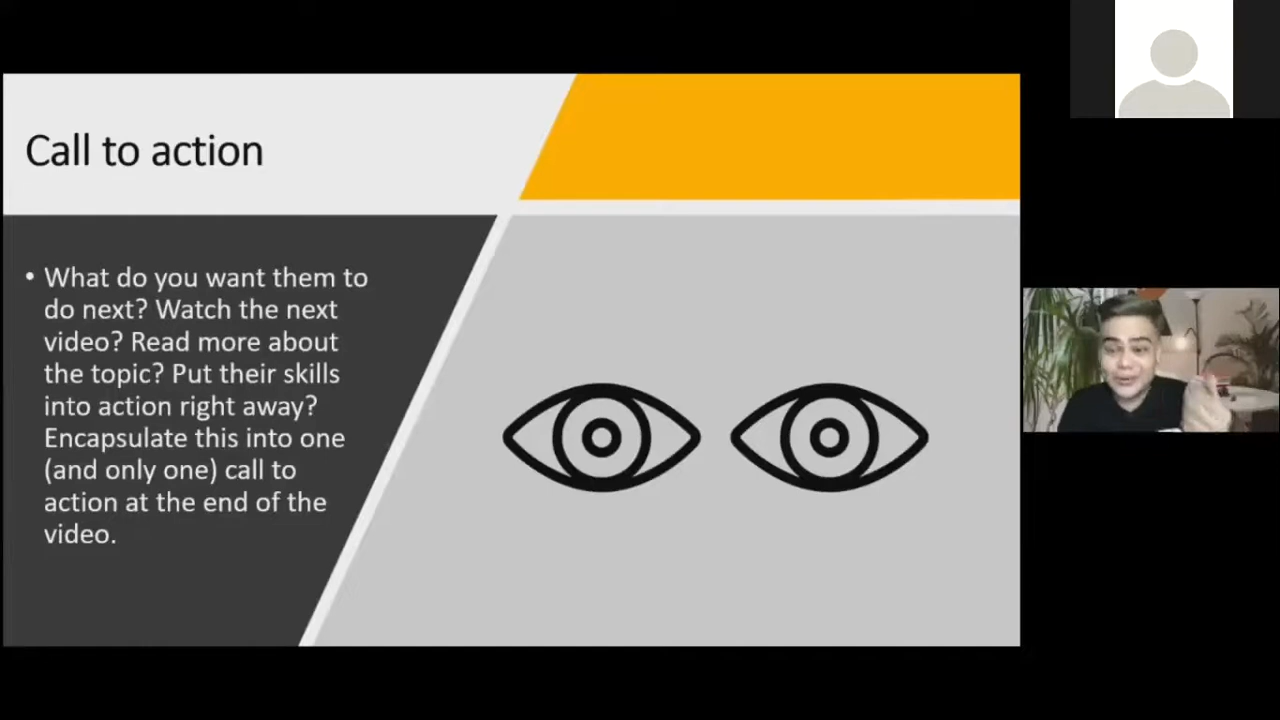 Call to action
• What do you want them to
do next? Watch the next
video? Read more about
the topic? Put their skills
into action right away?
Encapsulate this into one
(and only one) call to
action at the end of the
video.